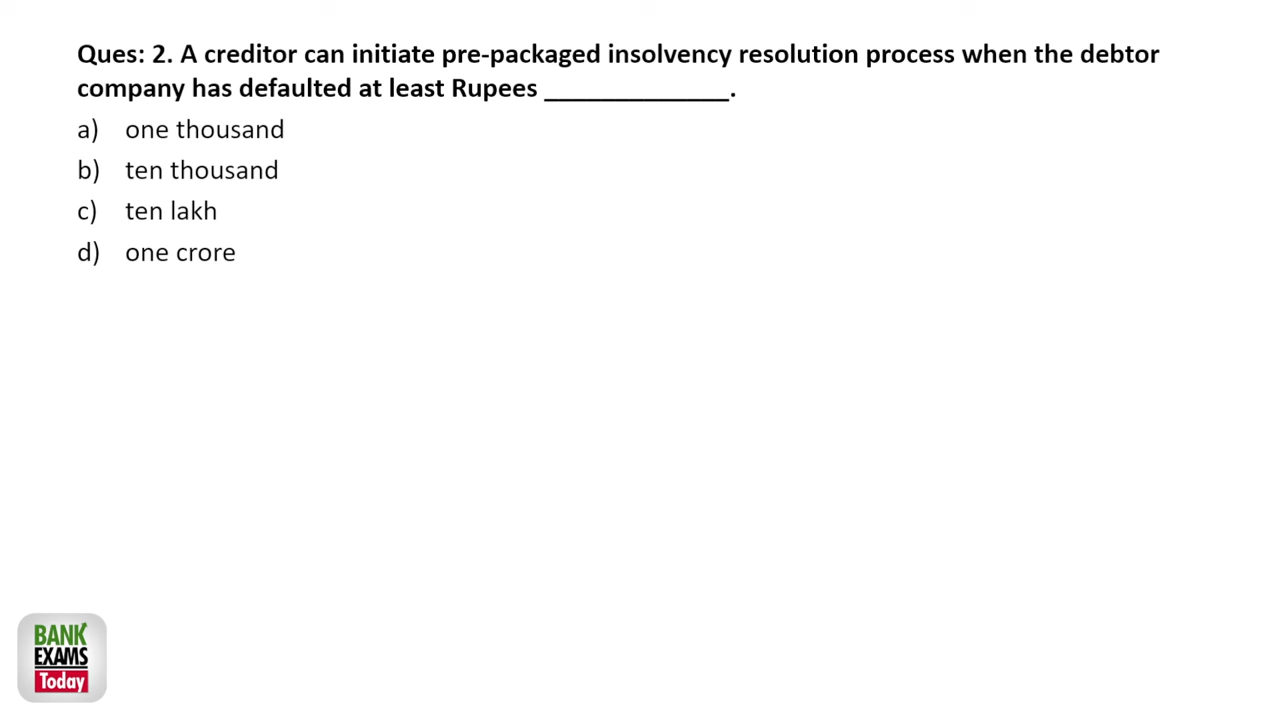 Ques: 2. A creditor can initiate pre-packaged insolvency resolution process when the debtor
company has defaulted at least Rupees _____________.
a) one thousand
b) ten thousand
c) ten lakh
d) one crore
BANK
EXAMS
Today